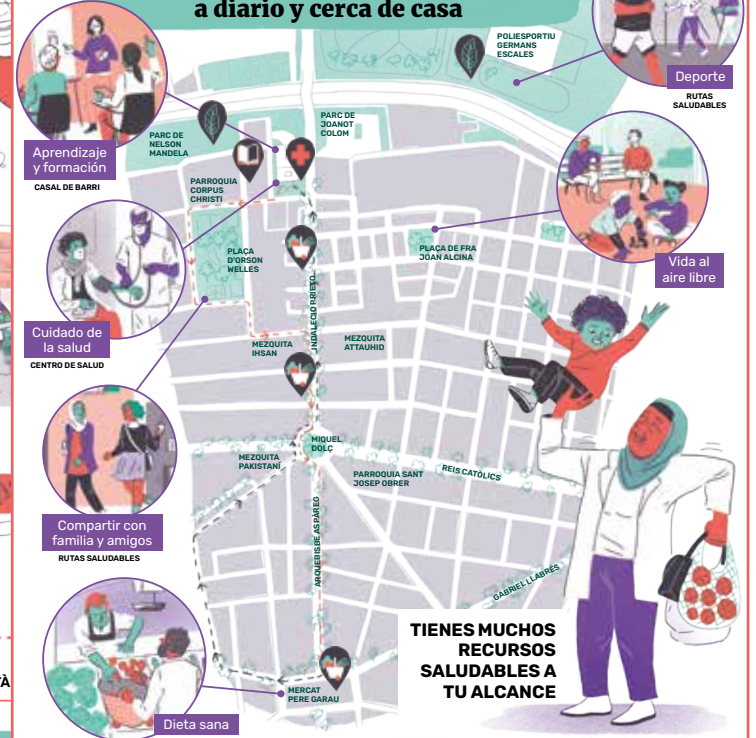 a diario y cerca de casa
POLIESPORTIU
GERMANS
ESCALES
Deporte
RUTAS
SALUDABLES
PARC DE
JOANOT
COLOM
PARC DE
NELSON
MANDELA
Aprendizaje
y formación
CASAL DE BARRI
PARROQUIA
CORPUS
CHRISTI
PLAÇA
D'ORSON
WELLES
PLAÇA DE FRA
JOAN ALCINA
Vida al
aire libre
INDALECIO PRIETO
Cuidado de
la salud
CENTRO DE SALUD
MEZQUITA
IHSAN
MEZQUITA
ATTAUHID
MIQUEL
DOLÇ
MEZQUITA
PAKISTANÍ
PARROQUIA SANT
JOSEP OBRER
REIS CATÒLICS
Compartir con
familia y amigos
RUTAS SALUDABLES
ARQUEBISBE ASPÀREG
GABRIEL LLABRÉS
TIENES MUCHOS
RECURSOS
SALUDABLES A
TU ALCANCE
MERCAT
PERE GARAU
Dieta sana